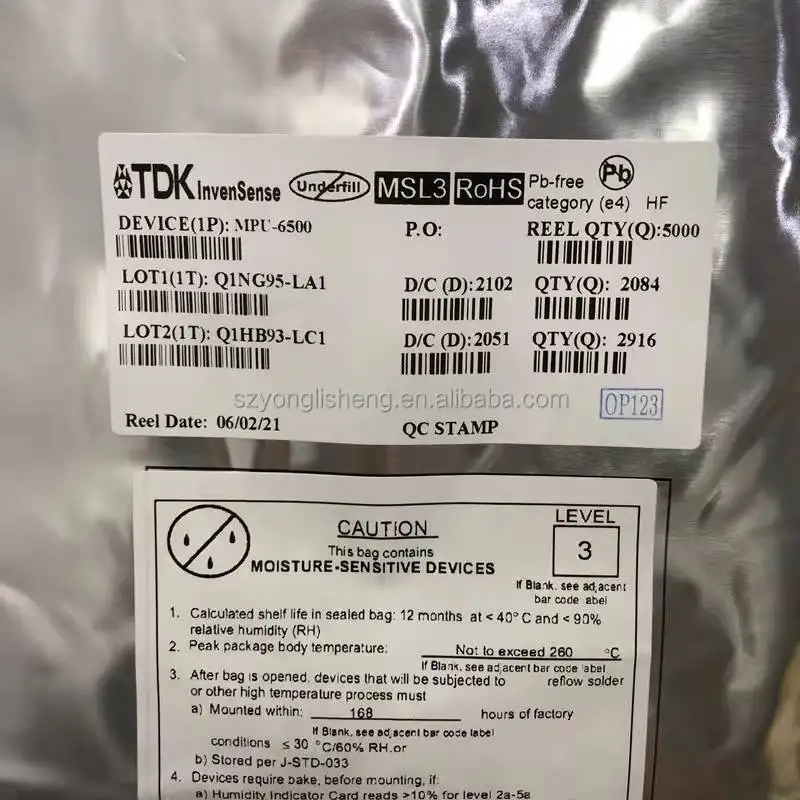 TDK InvenSense Underfill MSL3 RoHS Pb-free category (e4) Pb HF
DEVICE(1P): MPU-6500 P.O: REEL QTY(Q):5000
LOT1(1T): Q1NG95-LA1 D/C (D):2102 QTY(Q): 2084
LOT2(1T): Q1HB93-LC1 D/C (D):2051 QTY(Q): 2916
szyonglisheng.en.alibaba.com
OP123
Reel Date: 06/02/21 QC STAMP
CAUTION
This bag contains
MOISTURE-SENSITIVE DEVICES
LEVEL
3
If Blank, see adjacent
bar code label
1. Calculated shelf life in sealed bag: 12 months at < 40°C and < 90%
relative humidity (RH)
2. Peak package body temperature: Not to exceed 260 °C
If Blank, see adjacent bar code label
3. After bag is opened, devices that will be subjected to reflow solder
or other high temperature process must
a) Mounted within: 168 hours of factory
If Blank, see adjacent bar code label
conditions ≤ 30 °C/60% RH.or
b) Stored per J-STD-033
4. Devices require bake, before mounting, if:
a) Humidity Indicator Card reads >10% for level 2a-5a